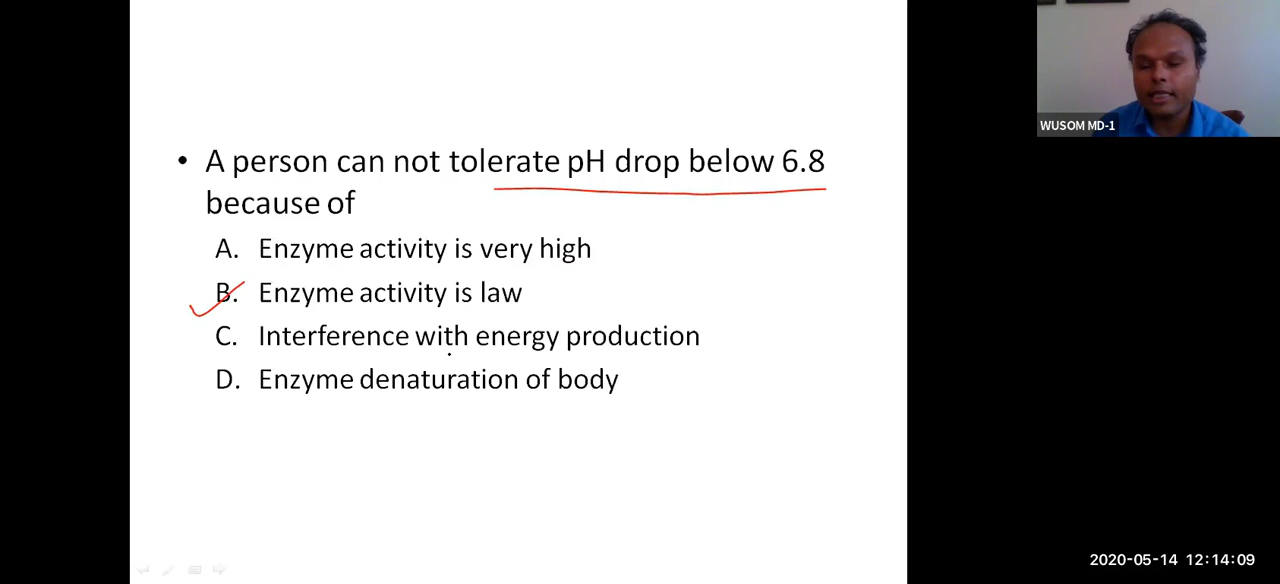 • A person can not tolerate pH drop below 6.8
because of
A. Enzyme activity is very high
B. Enzyme activity is law
C. Interference with energy production
D. Enzyme denaturation of body
WUSOM MD-1
2020-05-14 12:14:09